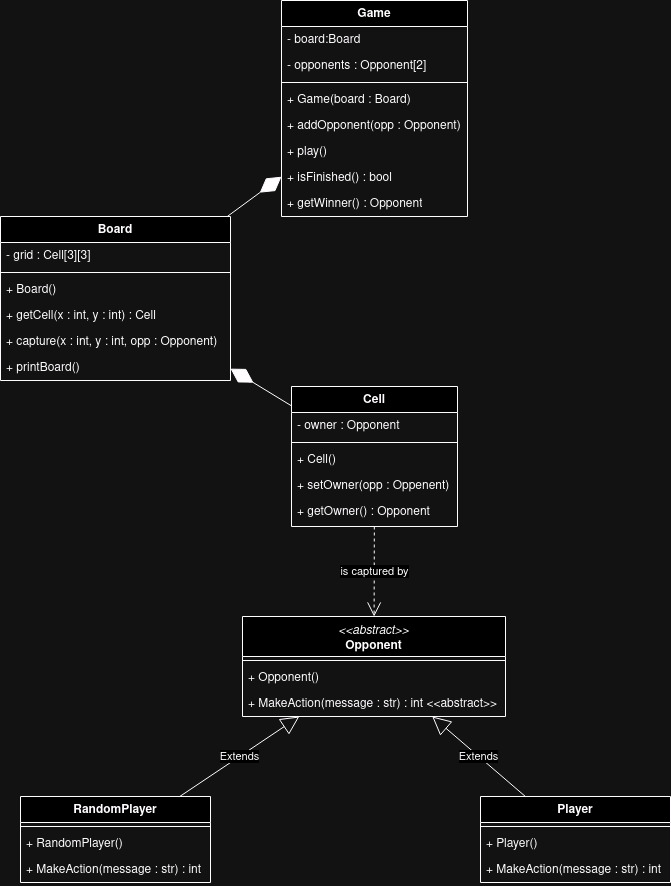 Game
- board:Board
- opponents : Opponent[2]
+ Game(board : Board)
+ addOpponent(opp : Opponent)
+ play()
+ isFinished() : bool
+ getWinner() : Opponent
Board
- grid : Cell[3][3]
+ Board()
+ getCell(x : int, y : int) : Cell
+ capture(x : int, y : int, opp : Opponent)
+ printBoard()
Cell
- owner : Opponent
+ Cell()
+ setOwner(opp : Oppenent)
+ getOwner() : Opponent
is captured by
<<abstract>>
Opponent
+ Opponent()
+ MakeAction(message : str) : int <<abstract>>
Extends
Extends
RandomPlayer
+ RandomPlayer()
+ MakeAction(message : str) : int
Player
+ Player()
+ MakeAction(message : str) : int